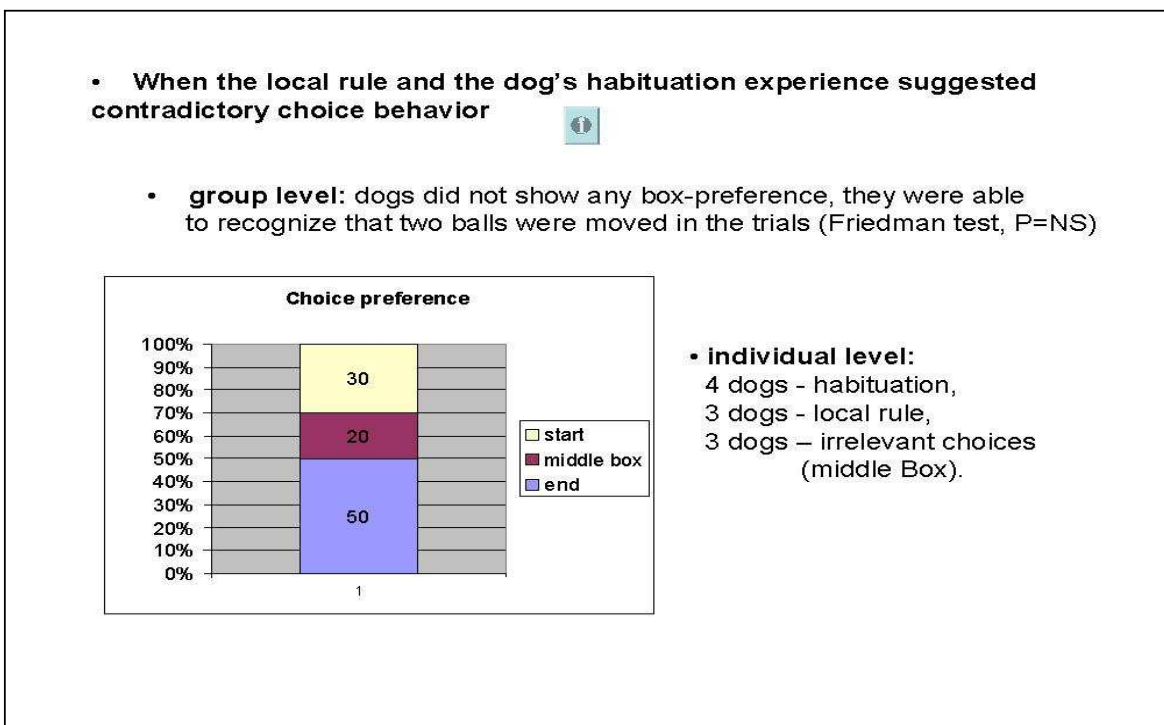 • When the local rule and the dog's habituation experience suggested
contradictory choice behavior
i
• group level: dogs did not show any box-preference, they were able
to recognize that two balls were moved in the trials (Friedman test, P=NS)
Choice preference
100%
90%
80%
70%
60%
50%
40%
30%
20%
10%
0%
30
20
50
1
start
middle box
end
• individual level:
4 dogs - habituation,
3 dogs - local rule,
3 dogs – irrelevant choices
(middle Box).